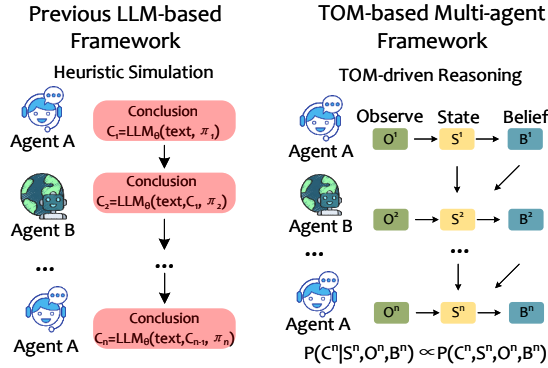 Previous LLM-based
Framework
Heuristic Simulation
Agent A
Conclusion
C₁=LLMθ(text, π₁)
Agent B
Conclusion
C₂=LLMθ(text,C₁, π₂)
...
...
Agent A
Conclusion
Cₙ=LLMθ(text,Cₙ₋₁, πₙ)
TOM-based Multi-agent
Framework
TOM-driven Reasoning
Observe State Belief
Agent A
O¹ S¹ B¹
Agent B
O² S² B²
...
...
Agent A
Oⁿ Sⁿ Bⁿ
P(Cⁿ|Sⁿ,Oⁿ,Bⁿ) ∝P(Cⁿ,Sⁿ,Oⁿ,Bⁿ)